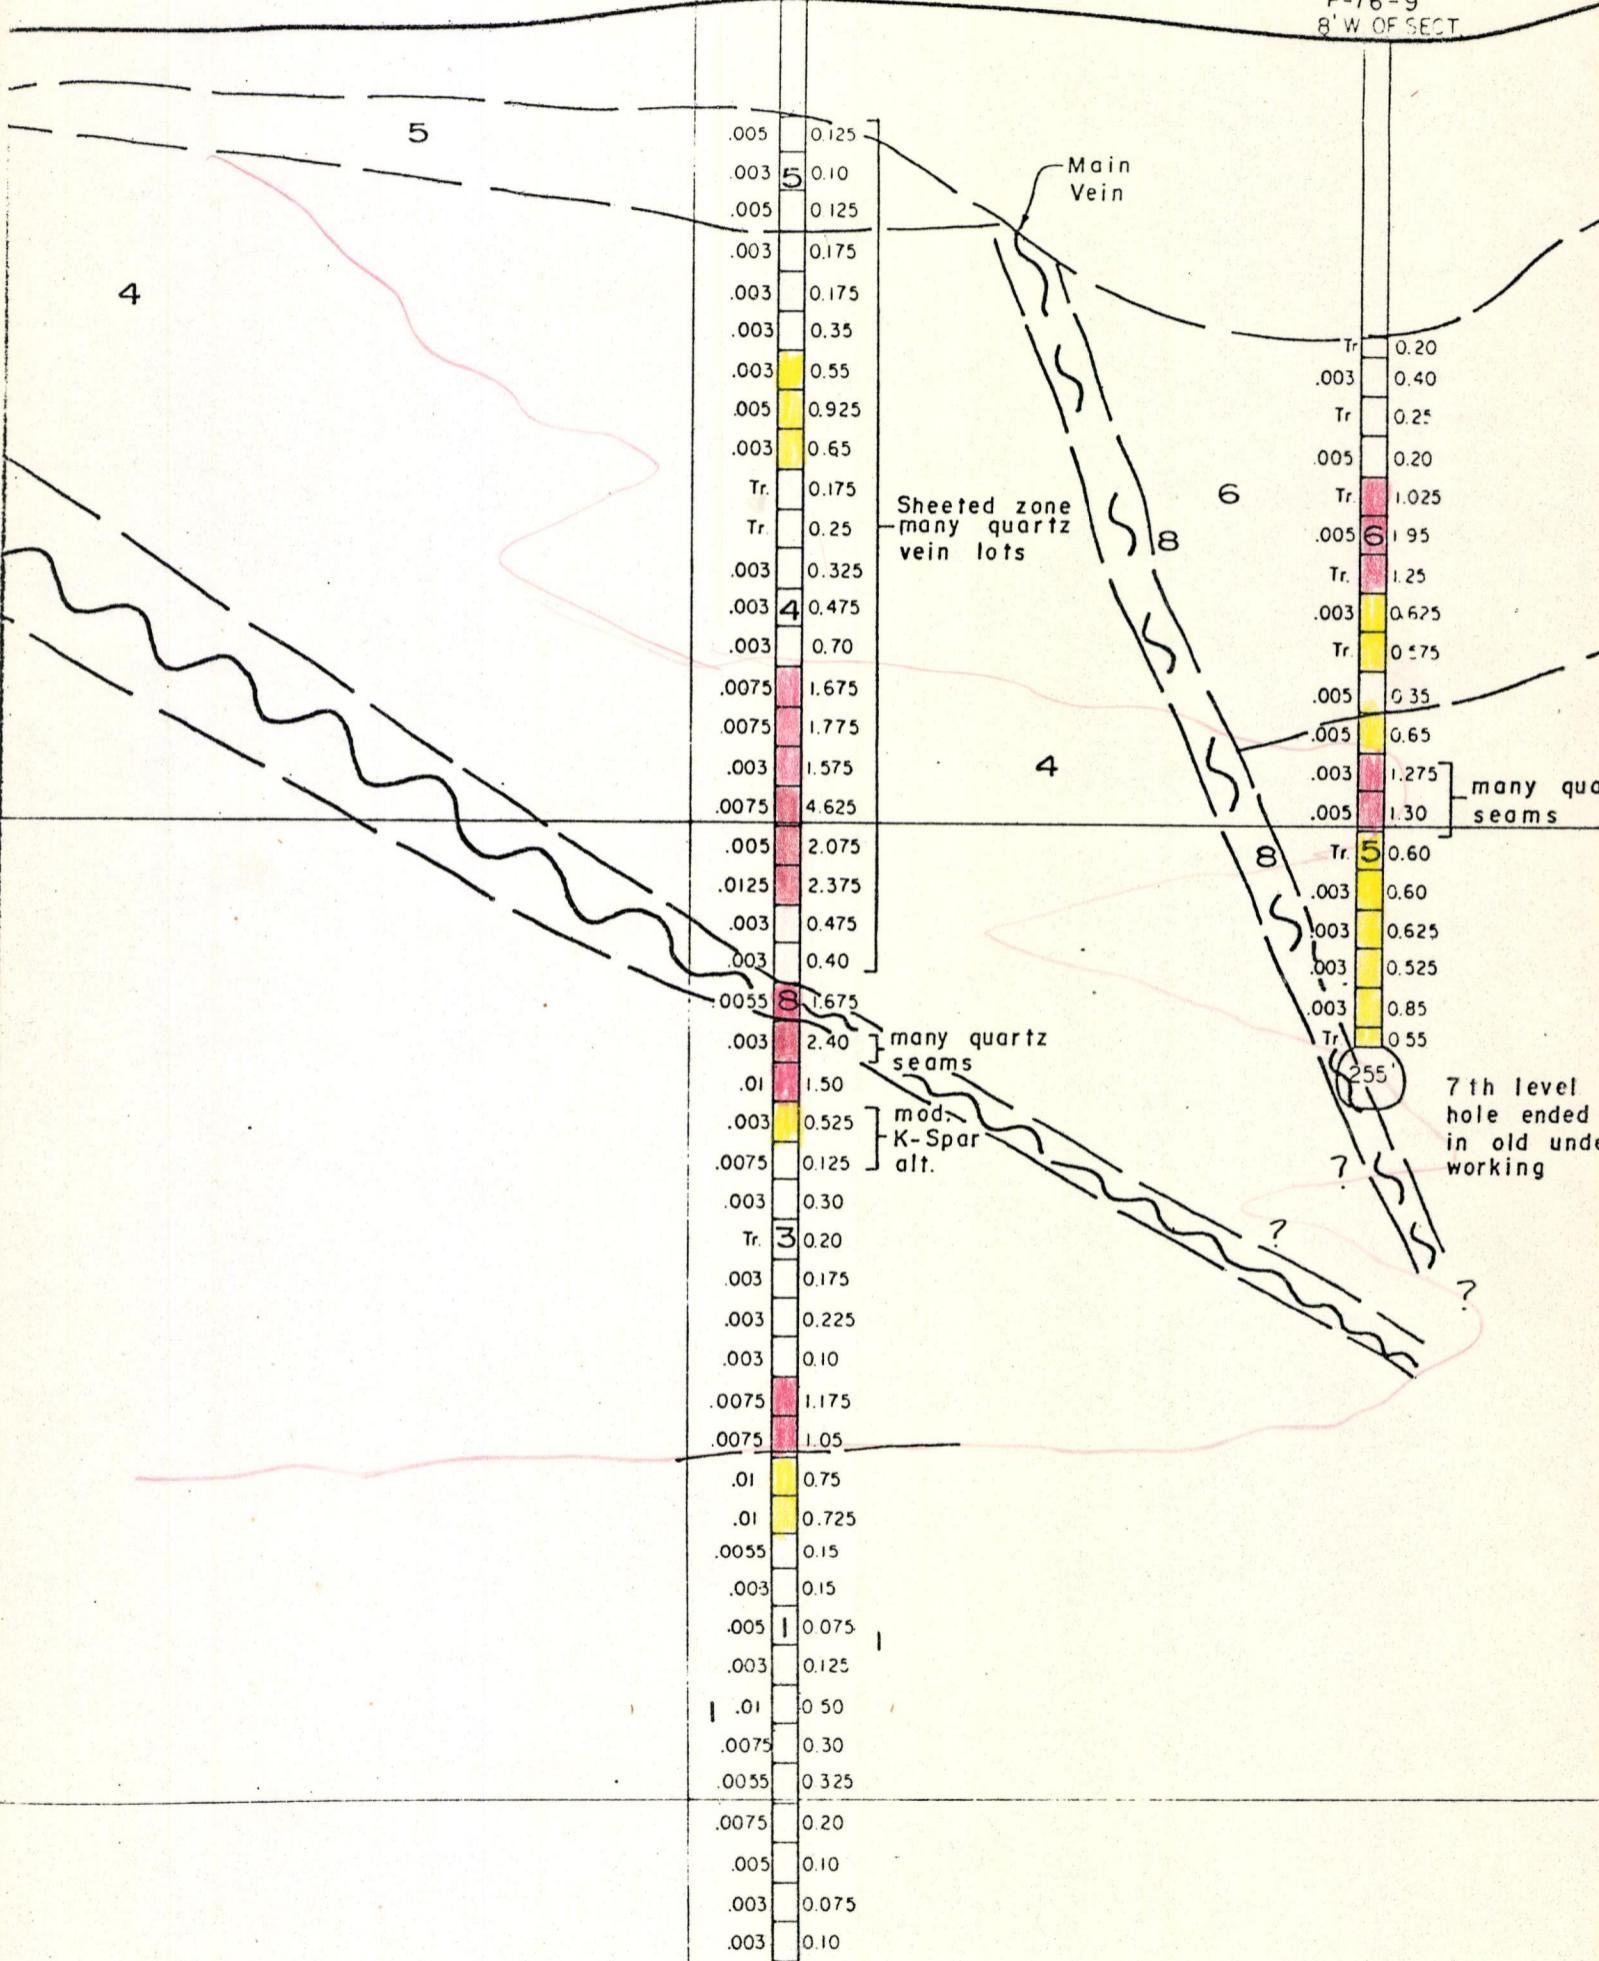 8' W. OF SECT.
5
4
Main
Vein
.005 0.125
.003 5 0.10
.005 0.125
.003 0.175
.003 0.175
.003 0.35
.003 0.55
.005 0.925
.003 0.65
Tr. 0.175
Tr. 0.25
.003 0.325
.003 4 0.475
.003 0.70
.0075 1.675
.0075 1.775
.003 1.575
.0075 4.625
.005 2.075
.0125 2.375
.003 0.475
.003 0.40
.0055 8 1.675
.003 2.40
.01 1.50
.003 0.525
.0075 0.125
.003 0.30
Tr. 3 0.20
.003 0.175
.003 0.225
.003 0.10
.0075 1.175
.0075 1.05
.01 0.75
.01 0.725
.0055 0.15
.003 0.15
.005 1 0.075
.003 0.125
.01 0.50
.0075 0.30
.0055 0.325
.0075 0.20
.005 0.10
.003 0.075
.003 0.10
Sheeted zone
many quartz
vein lots
many quartz
seams
mod.
K-Spar
alt.
4
6
8
8
?
?
?
1
1
Tr 0.20
.003 0.40
Tr 0.25
.005 0.20
Tr. 1.025
.005 6 1.95
Tr. 1.25
.003 0.625
Tr. 0.575
.005 0.35
.005 0.65
.003 1.275
.005 1.30
Tr. 5 0.60
.003 0.60
.003 0.625
.003 0.525
.003 0.85
Tr. 0.55
255'
many
seams
7th level
hole ended
in old
working